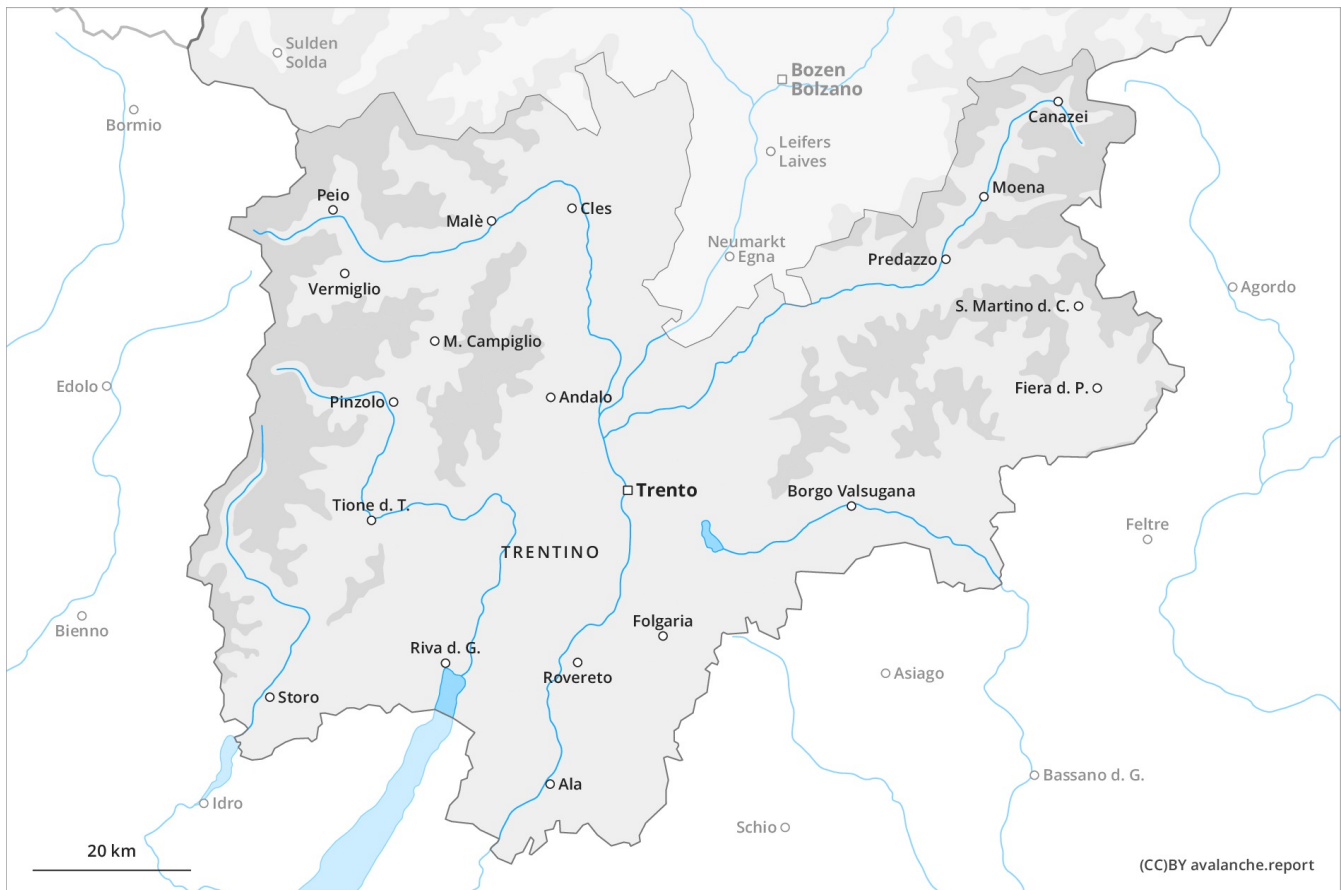 Sulden
Solda
Bozen
Bolzano
Bormio
Canazei
Leifers
Laives
Peio
Moena
Malè
Cles
Neumarkt
Egna
Predazzo
Vermiglio
Agordo
S. Martino d. C.
M. Campiglio
Edolo
Fiera d. P.
Pinzolo
Andalo
Trento
Borgo Valsugana
Tione d. T.
Feltre
TRENTINO
Folgaria
Bienno
Riva d. G.
Asiago
Rovereto
Storo
Bassano d. G.
Ala
Idro
Schio
20 km
(CC)BY avalanche.report